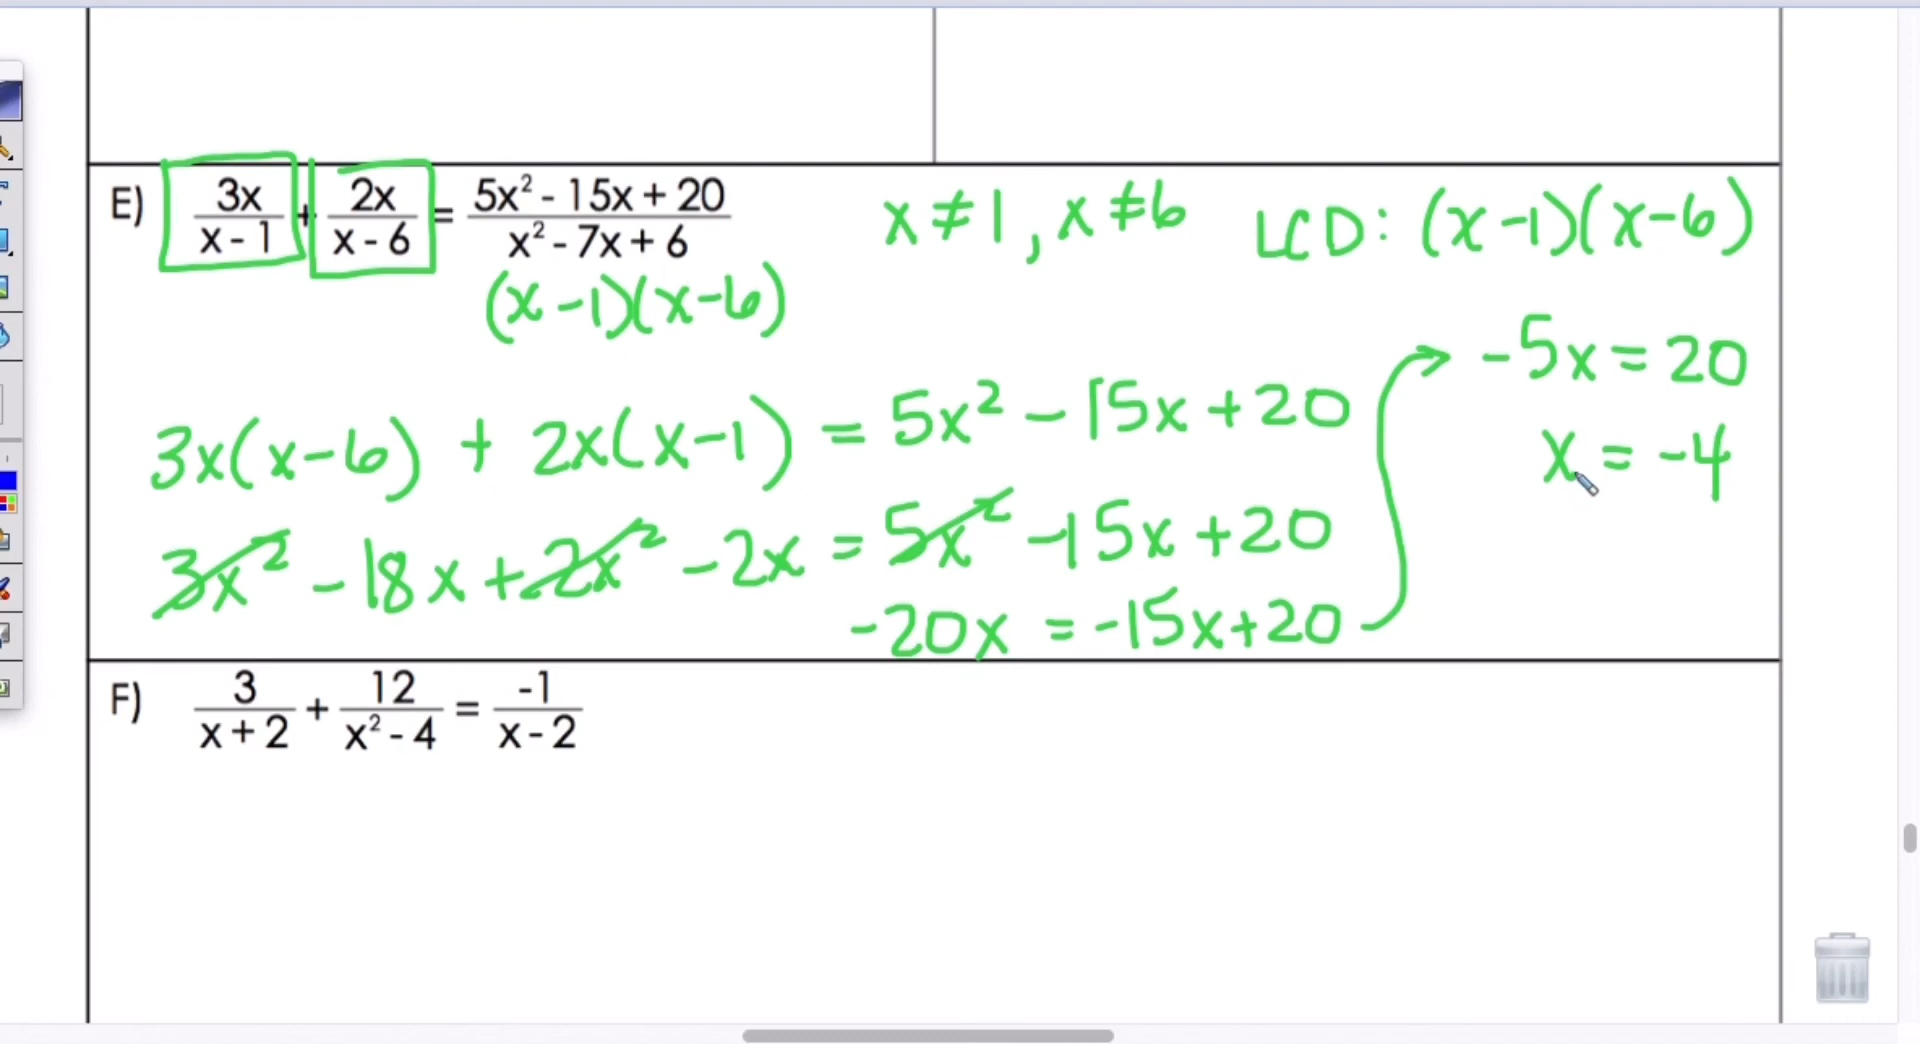 E) 3x/(x - 1) + 2x/(x - 6) = (5x² - 15x + 20)/(x² - 7x + 6)   x ≠ 1, x ≠ 6   LCD: (x - 1)(x - 6)
(x - 1)(x - 6)
3x(x - 6) + 2x(x - 1) = 5x² - 15x + 20
3x² - 18x + 2x² - 2x = 5x² - 15x + 20
-20x = -15x + 20
-5x = 20
x = -4
F) 3/(x + 2) + 12/(x² - 4) = -1/(x - 2)